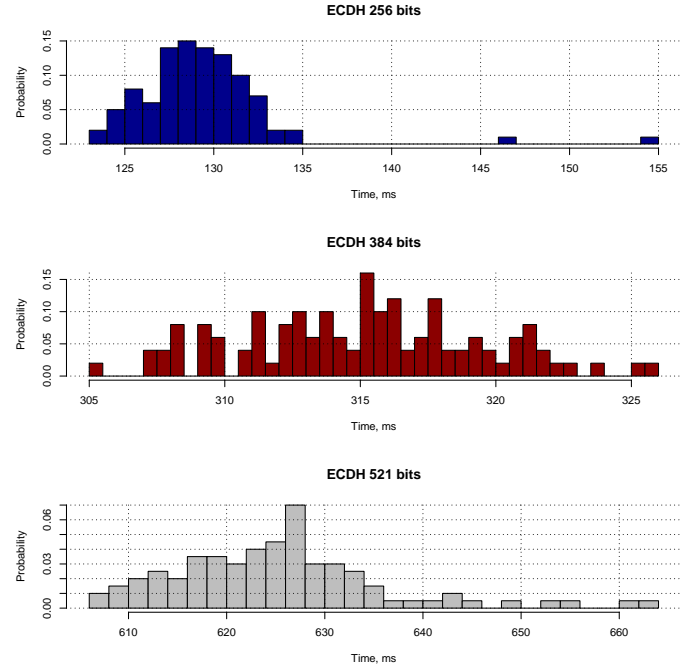 ECDH 256 bits
Probability
0.00 0.05 0.10 0.15
125 130 135 140 145 150 155
Time, ms
ECDH 384 bits
Probability
0.00 0.05 0.10 0.15
305 310 315 320 325
Time, ms
ECDH 521 bits
Probability
0.00 0.03 0.06
610 620 630 640 650 660
Time, ms